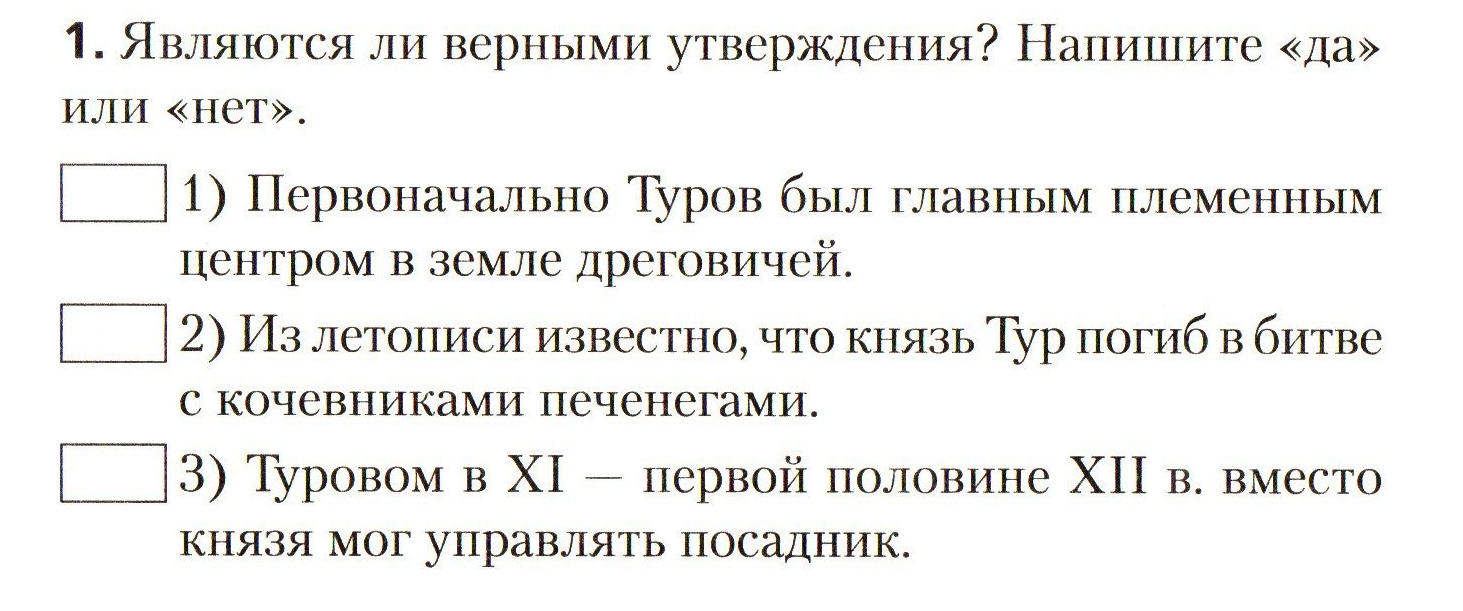 1. Являются ли верными утверждения? Напишите «да»
или «нет».
1) Первоначально Туров был главным племенным
центром в земле дреговичей.
2) Из летописи известно, что князь Тур погиб в битве
с кочевниками печенегами.
3) Туровом в XI — первой половине XII в. вместо
князя мог управлять посадник.